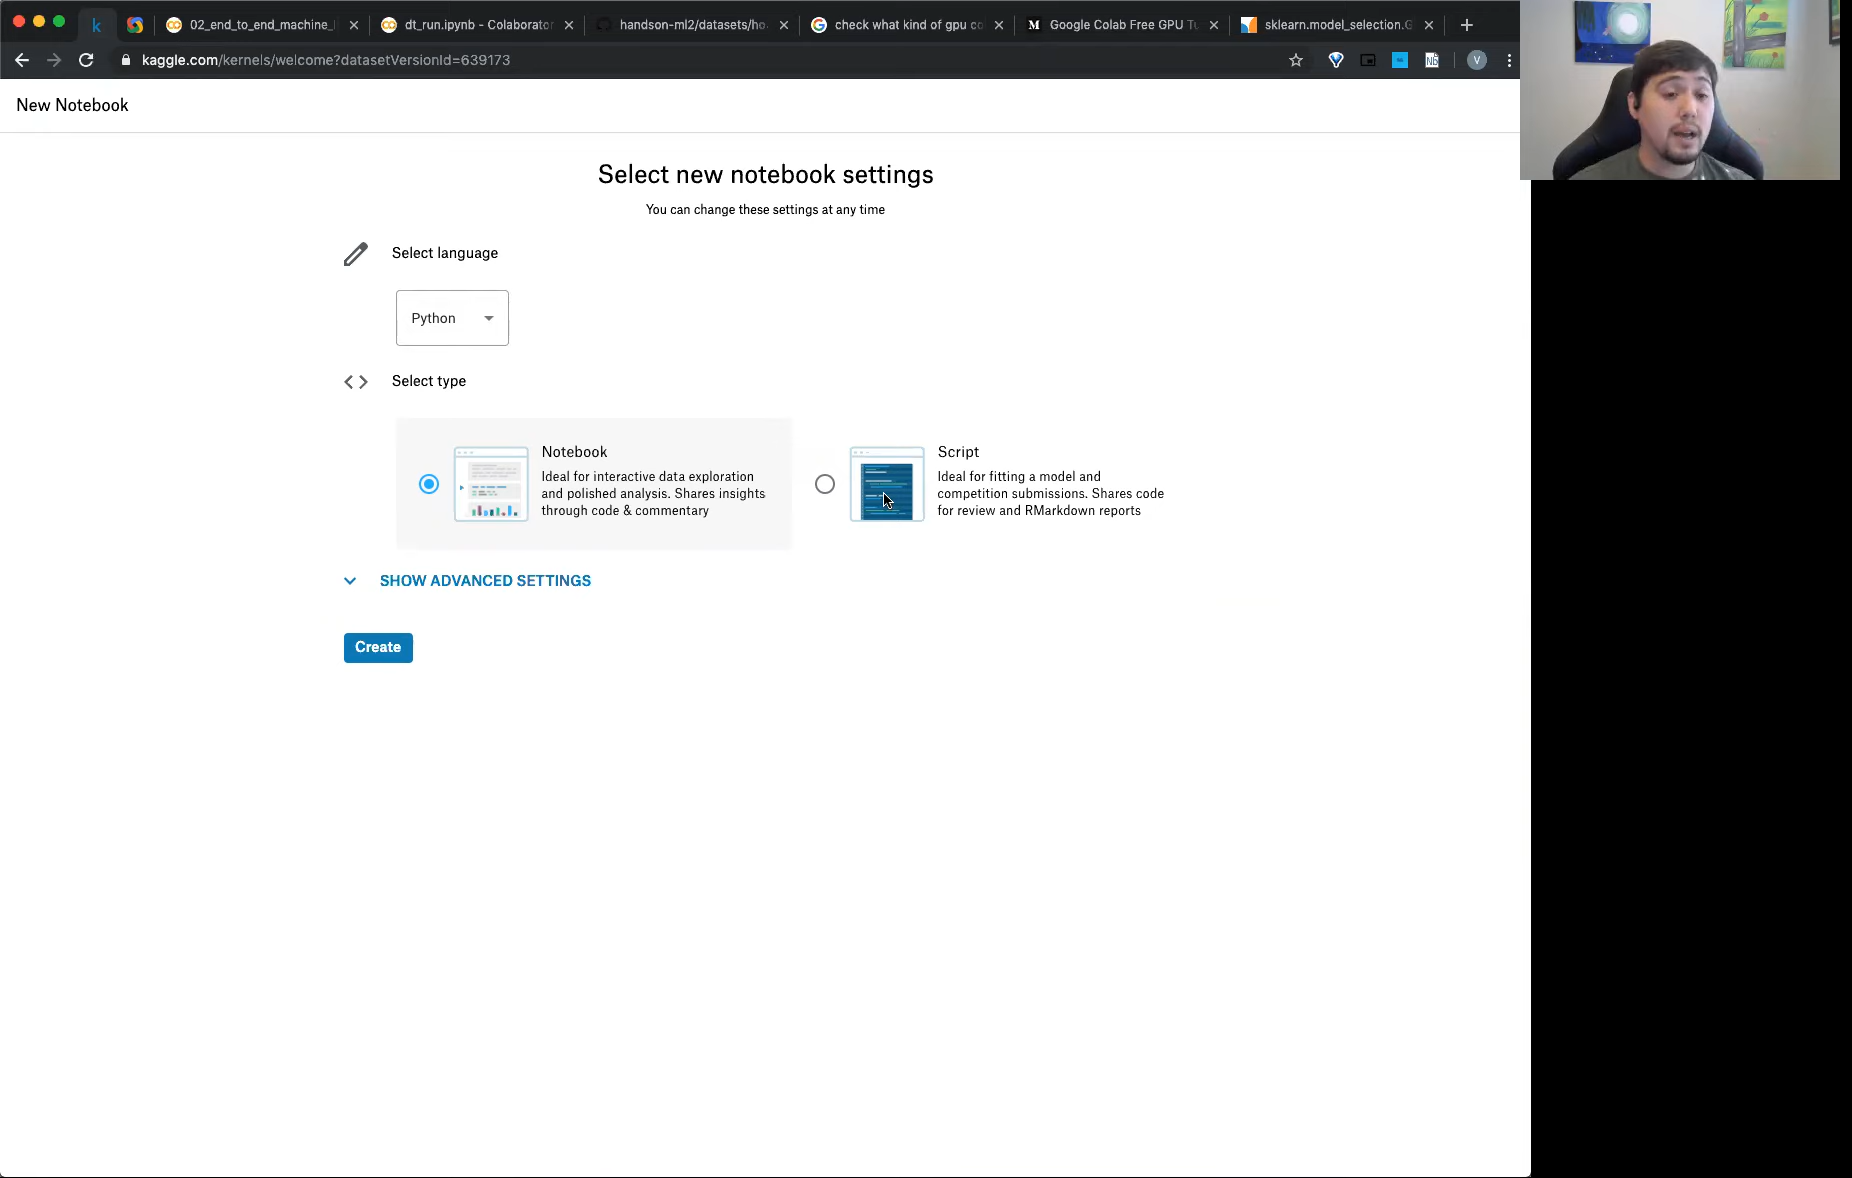 02_end_to_end_machine_
dt_run.ipynb - Colaborator
handson-ml2/datasets/ho
check what kind of gpu co
M Google Colab Free GPU Tu
sklearn.model_selection.G
kaggle.com/kernels/welcome?datasetVersionId=639173
V
New Notebook
Select new notebook settings
You can change these settings at any time
Select language
Python
Select type
Notebook
Ideal for interactive data exploration
and polished analysis. Shares insights
through code & commentary
Script
Ideal for fitting a model and
competition submissions. Shares code
for review and RMarkdown reports
SHOW ADVANCED SETTINGS
Create